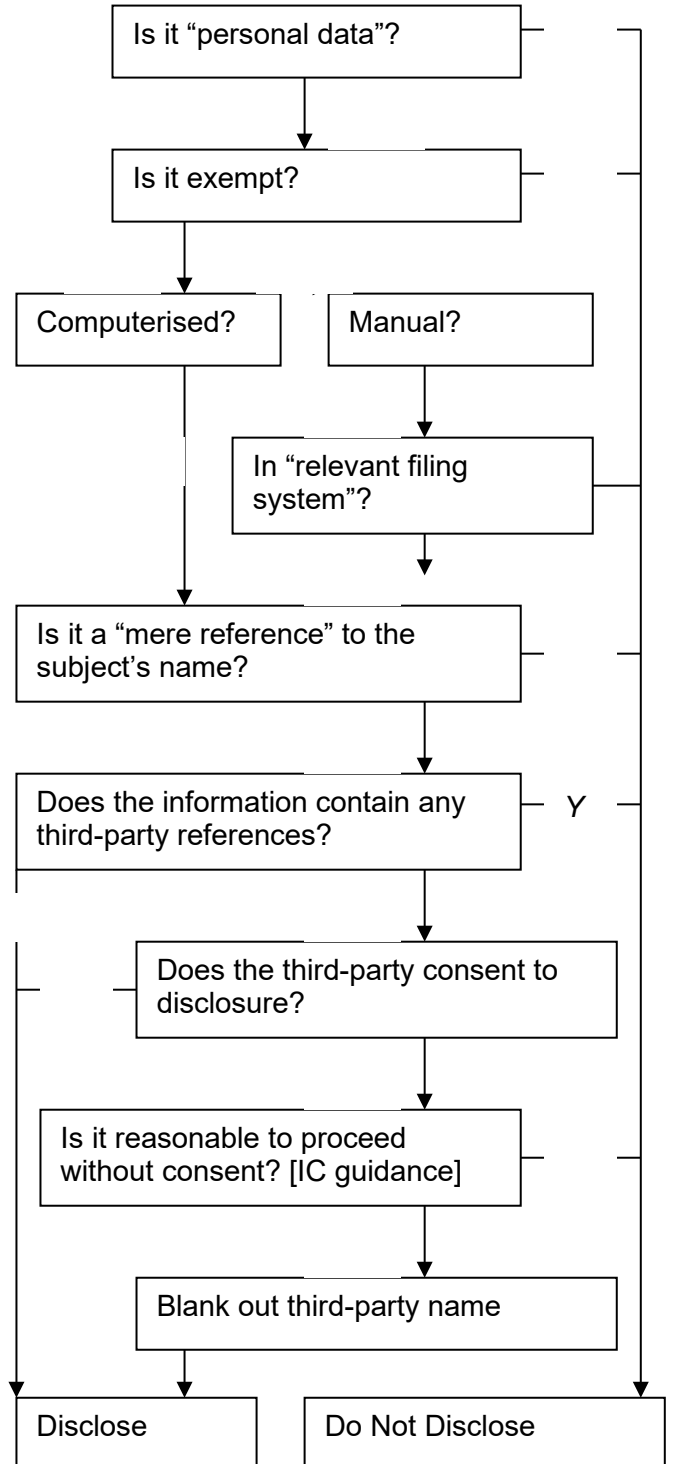 Is it “personal data”?
Is it exempt?
Computerised?
Manual?
In “relevant filing
system”?
Is it a “mere reference” to the
subject’s name?
Does the information contain any
third-party references?
Y
Does the third-party consent to
disclosure?
Is it reasonable to proceed
without consent? [IC guidance]
Blank out third-party name
Disclose
Do Not Disclose